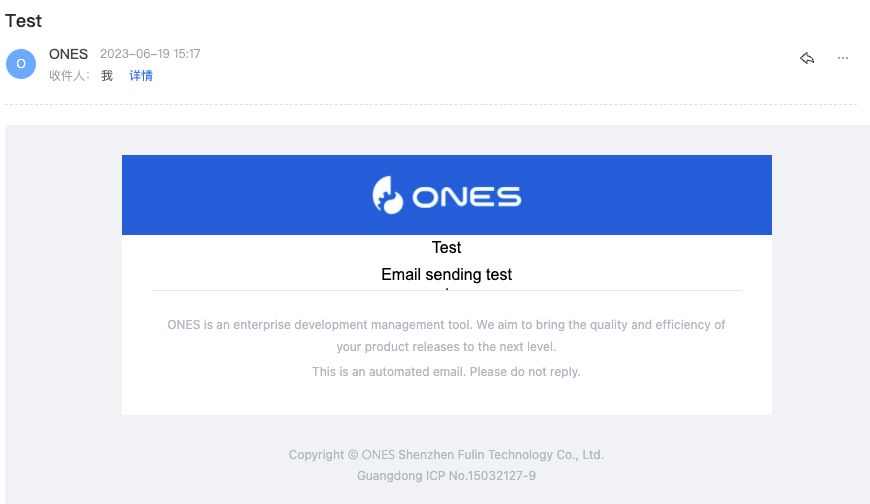 Test
O
ONES 2023-06-19 15:17
收件人： 我 详情
ONES
Test
Email sending test
.
ONES is an enterprise development management tool. We aim to bring the quality and efficiency of
your product releases to the next level.
This is an automated email. Please do not reply.
Copyright © ONES Shenzhen Fulin Technology Co., Ltd.
Guangdong ICP No.15032127-9